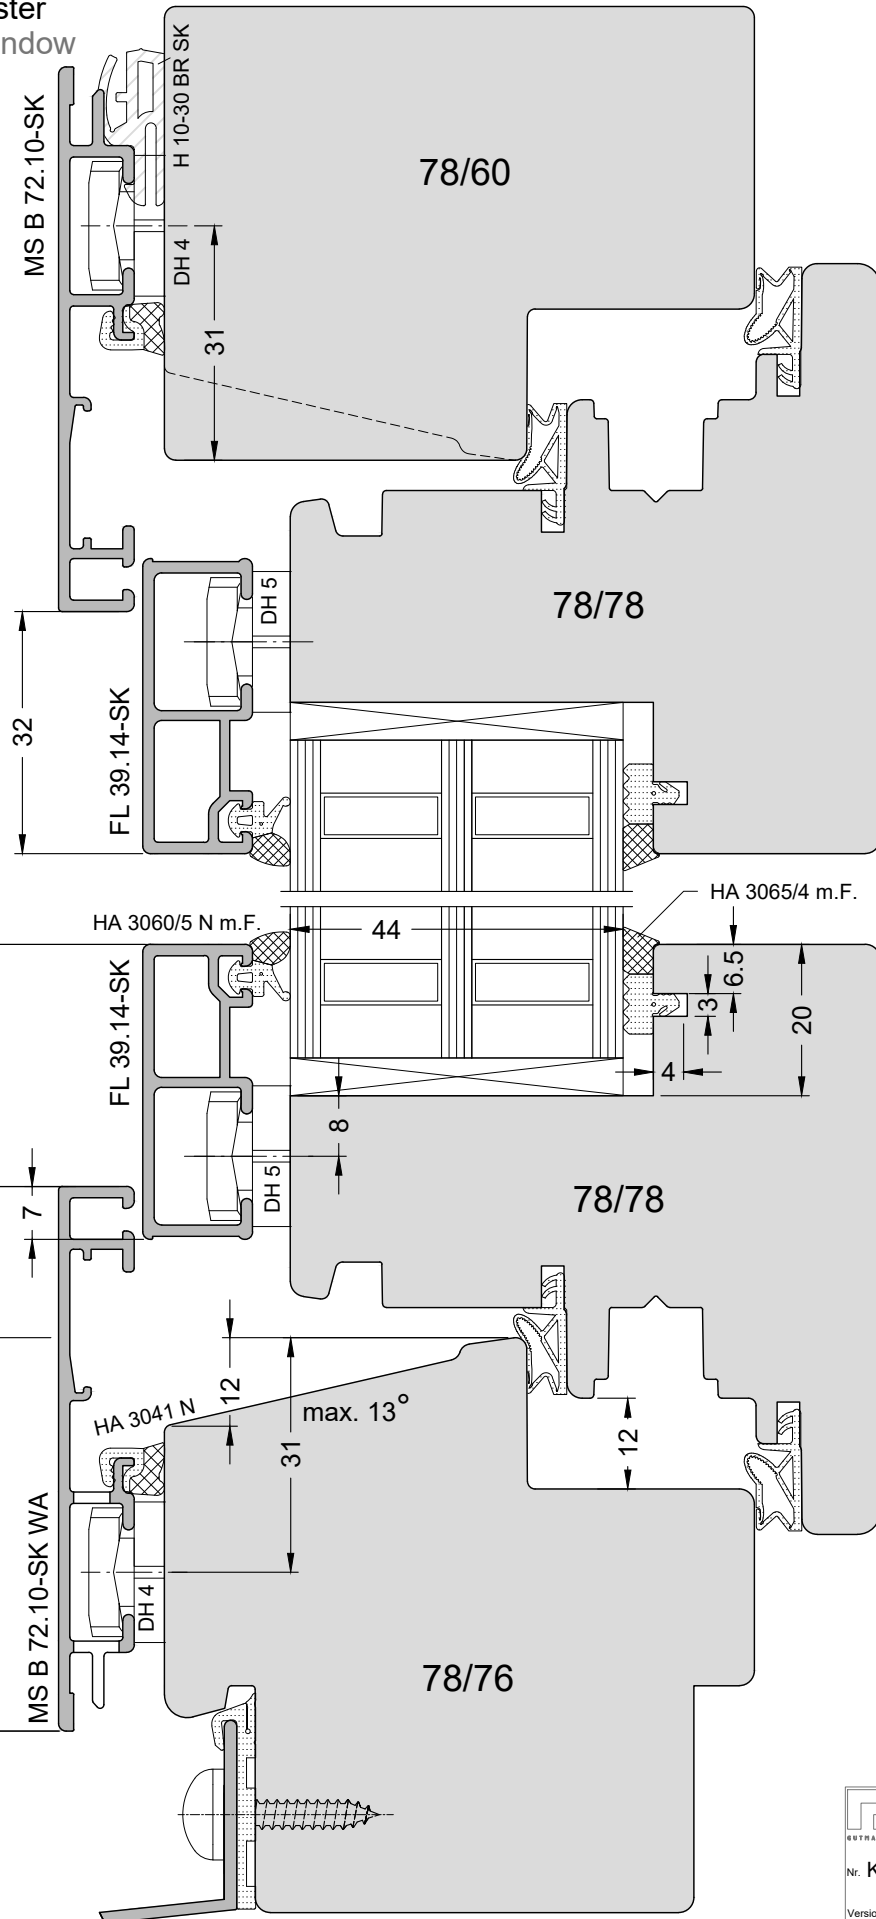 ster
ndow
MS B 72.10-SK
H 10-30 BR SK
DH 4
31
78/60
78/78
DH 5
FL 39.14-SK
32
HA 3060/5 N m.F.
44
HA 3065/4 m.F.
6.5
3
20
4
FL 39.14-SK
8
DH 5
78/78
7
12
31
max. 13°
12
HA 3041 N
MS B 72.10-SK WA
DH 4
78/76
Nr. K
Versio